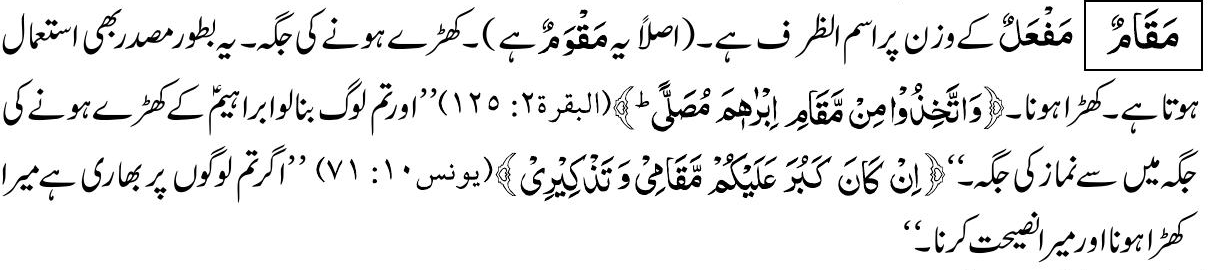 مَقَامٌ مَفْعَلٌ کے وزن پر اسم الظرف ہے۔ (اصلاً یہ مَقْوَمٌ ہے)۔ کھڑے ہونے کی جگہ۔ یہ بطور مصدر بھی استعمال
ہوتا ہے۔ کھڑا ہونا۔ ﴿وَاتَّخِذُوْا مِنْ مَّقَامِ اِبْرٰھٖمَ مُصَلًّی ؕ﴾ (البقرة ۲: ۱۲۵) ’’اور تم لوگ بنالو ابراہیمؑ کے کھڑے ہونے کی
جگہ میں سے نماز کی جگہ۔‘‘ ﴿اِنْ کَانَ کَبُرَ عَلَیْکُمْ مَّقَامِیْ وَ تَذْکِیْرِیْ﴾ (یونس ۱۰: ۷۱) ’’اگر تم لوگوں پر بھاری ہے میرا
کھڑا ہونا اور میرا نصیحت کرنا۔‘‘